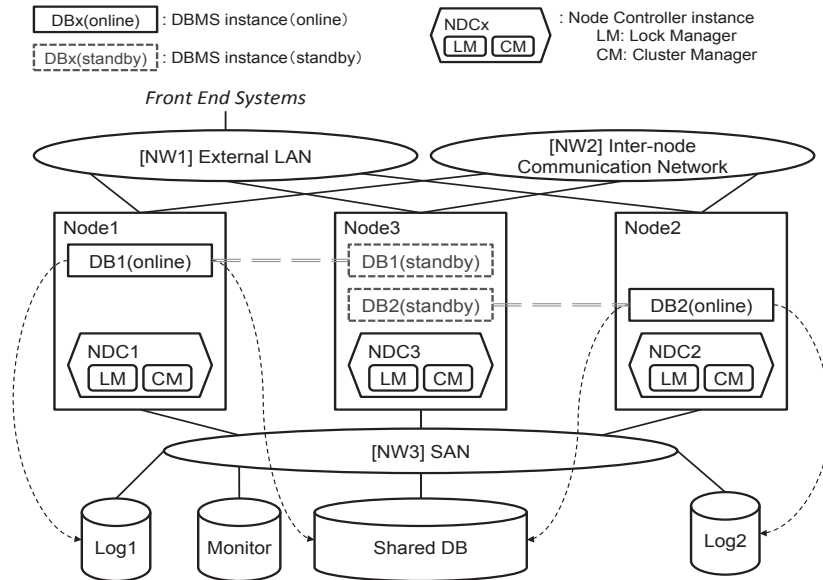 DBx(online) : DBMS instance(online)
DBx(standby) : DBMS instance(standby)
NDCx
LM CM
: Node Controller instance
LM: Lock Manager
CM: Cluster Manager
Front End Systems
[NW1] External LAN
[NW2] Inter-node
Communication Network
Node1
Node3
Node2
DB1(online)
DB1(standby)
DB2(standby)
DB2(online)
NDC1
LM CM
NDC3
LM CM
NDC2
LM CM
[NW3] SAN
Log1
Monitor
Shared DB
Log2